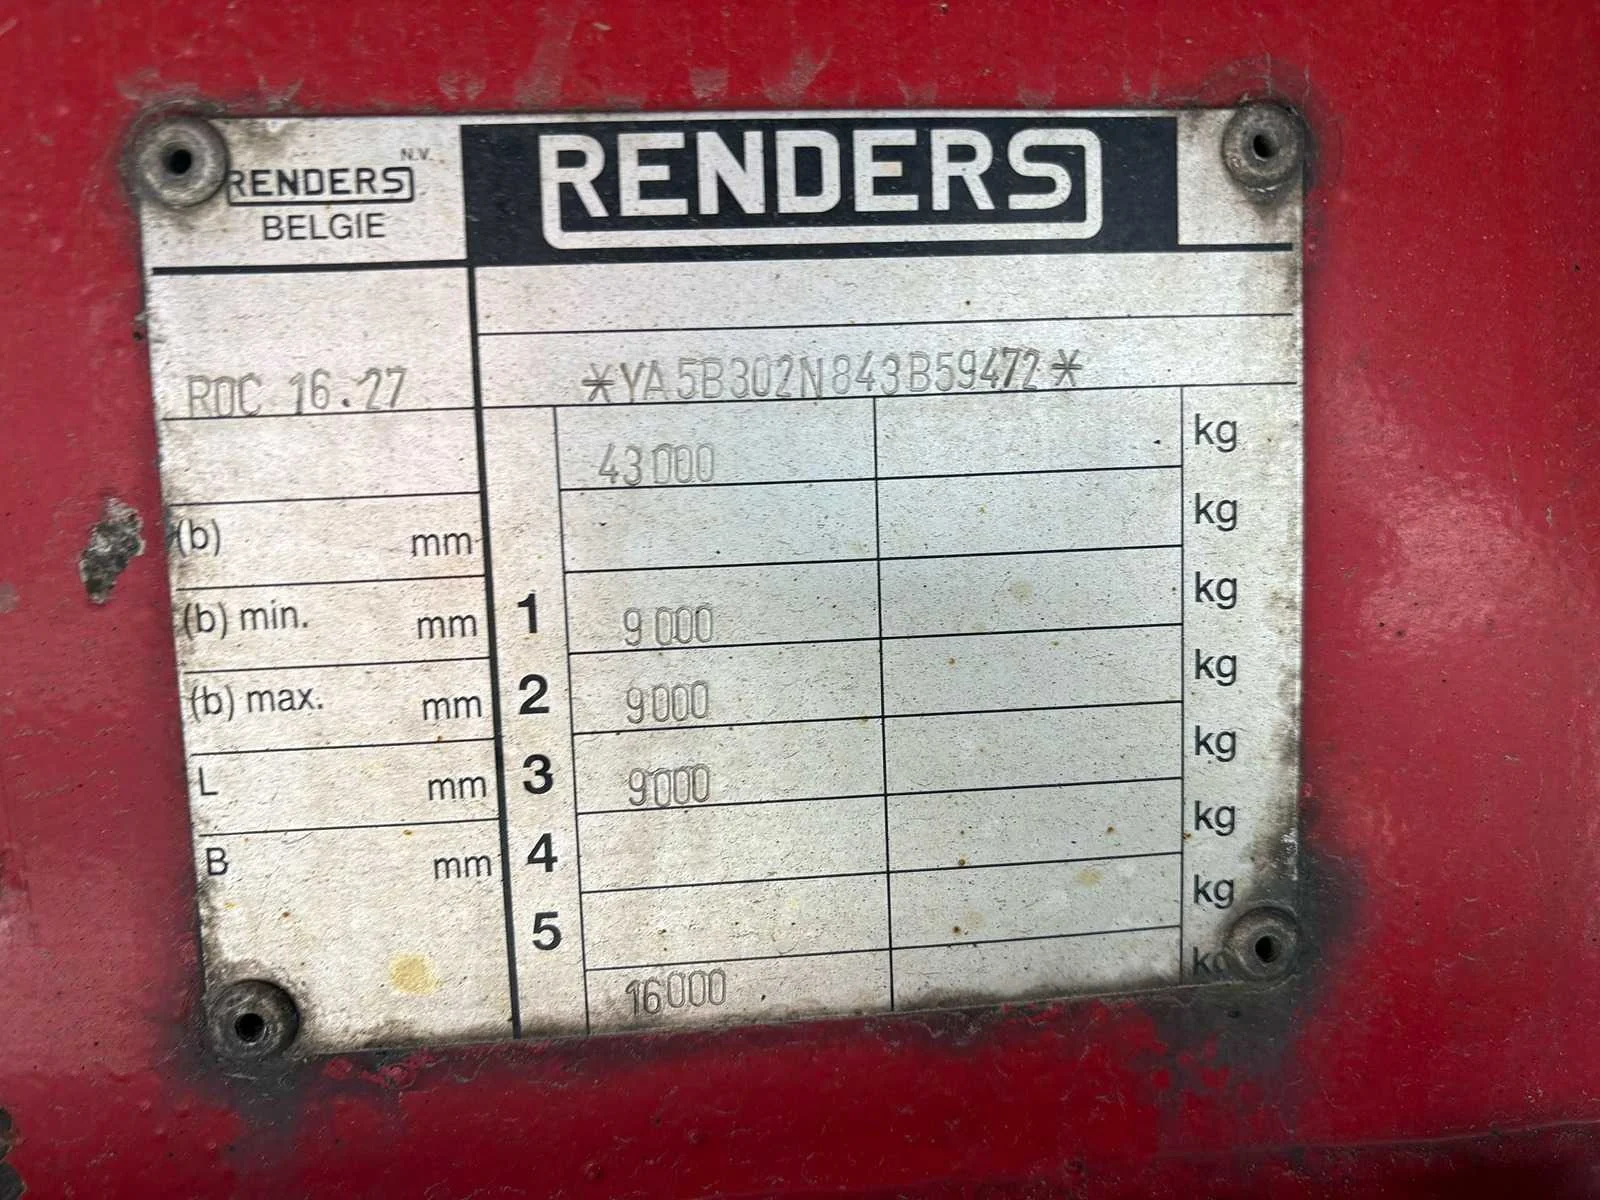 RENDERS N.V.
BELGIE
RENDERS
ROC 16.27
*YA5B302N843B59472*
43000 kg
(b) mm kg
(b) min. mm 1 9000 kg
(b) max. mm 2 9000 kg
L mm 3 9000 kg
B mm 4 kg
5 kg
16000 kg